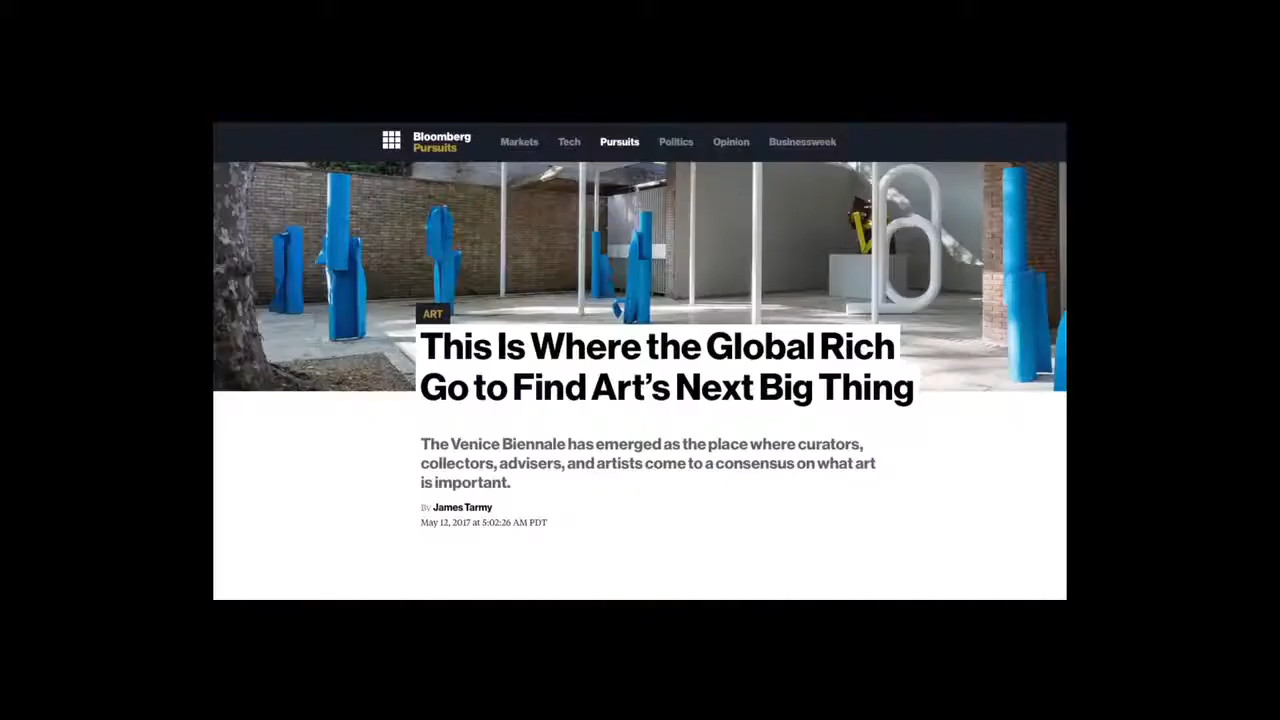 Bloomberg
Pursuits
Markets Tech Pursuits Politics Opinion Businessweek
ART
This Is Where the Global Rich
Go to Find Art's Next Big Thing
The Venice Biennale has emerged as the place where curators,
collectors, advisers, and artists come to a consensus on what art
is important.
By James Tarmy
May 12, 2017 at 5:02:26 AM PDT